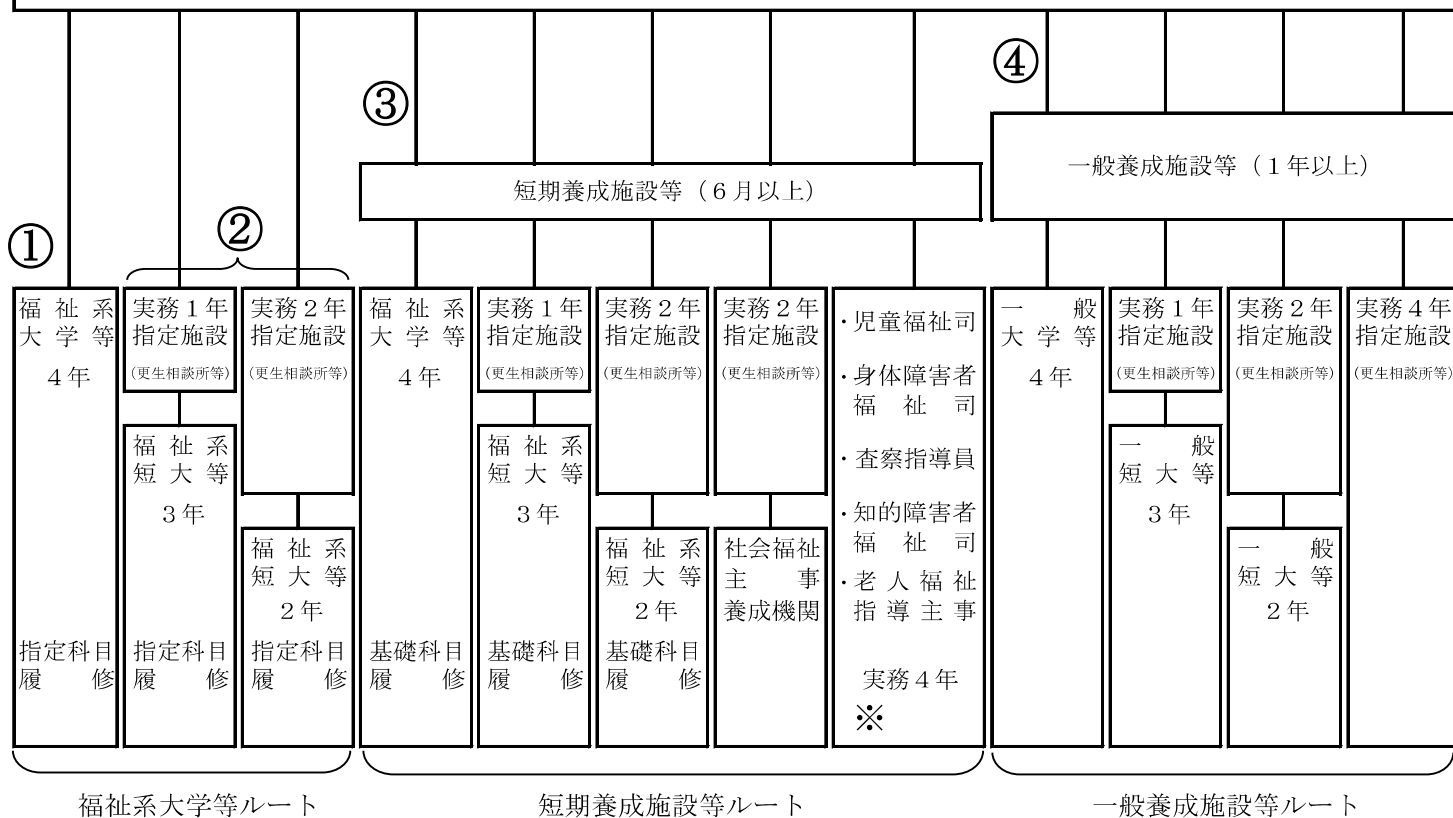 ④
③
一般養成施設等（１年以上）
短期養成施設等（６月以上）
②
①
福祉系
大学等
４年
指定科目
履修
実務１年
指定施設
（更生相談所等）
福祉系
短大等
３年
指定科目
履修
実務２年
指定施設
（更生相談所等）
福祉系
短大等
２年
指定科目
履修
福祉系
大学等
４年
基礎科目
履修
実務１年
指定施設
（更生相談所等）
福祉系
短大等
３年
基礎科目
履修
実務２年
指定施設
（更生相談所等）
福祉系
短大等
２年
基礎科目
履修
実務２年
指定施設
（更生相談所等）
社会福祉
主事
養成機関
・児童福祉司
・身体障害者
福祉司
・査察指導員
・知的障害者
福祉司
・老人福祉
指導主事
実務４年
※
一般
大学等
４年
実務１年
指定施設
（更生相談所等）
一般
短大等
３年
実務２年
指定施設
（更生相談所等）
一般
短大等
２年
実務４年
指定施設
（更生相談所等）
福祉系大学等ルート
短期養成施設等ルート
一般養成施設等ルート